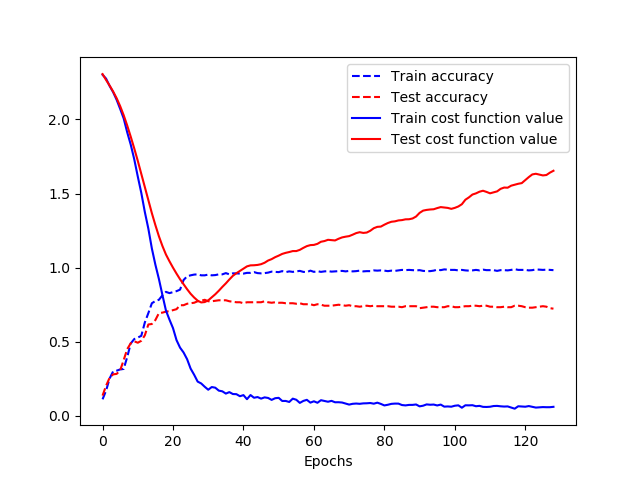 Train accuracy
Test accuracy
Train cost function value
Test cost function value
2.0
1.5
1.0
0.5
0.0
0 20 40 60 80 100 120
Epochs